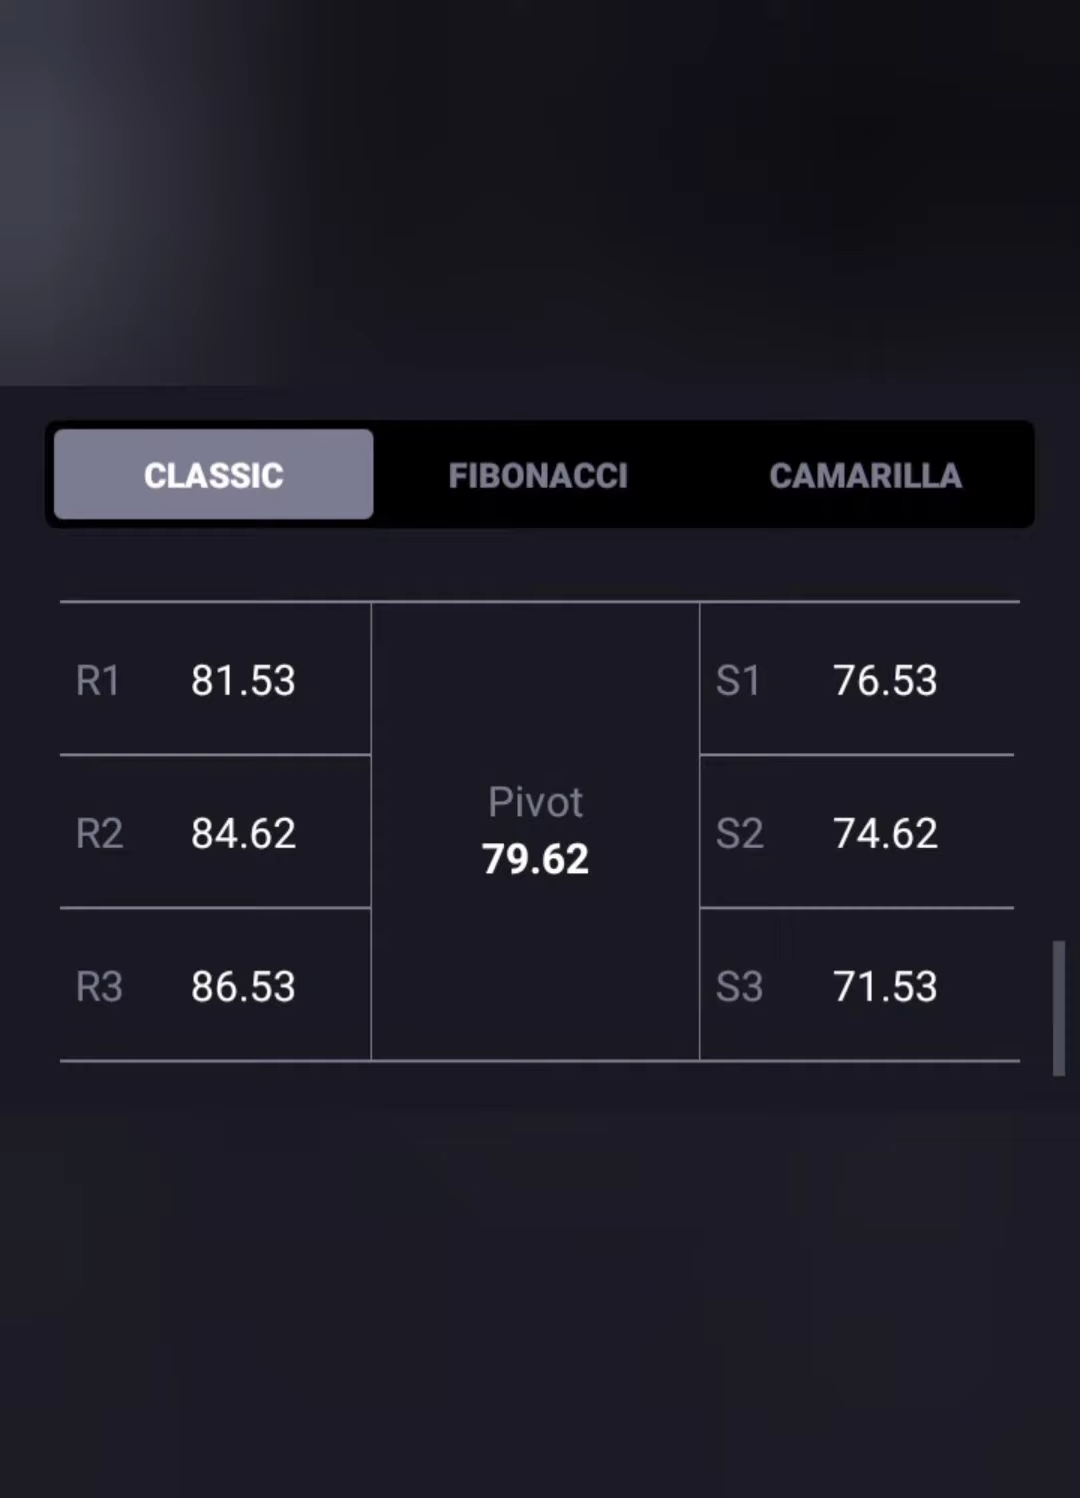 CLASSIC FIBONACCI CAMARILLA
R1 81.53
R2 84.62
R3 86.53
Pivot
79.62
S1 76.53
S2 74.62
S3 71.53